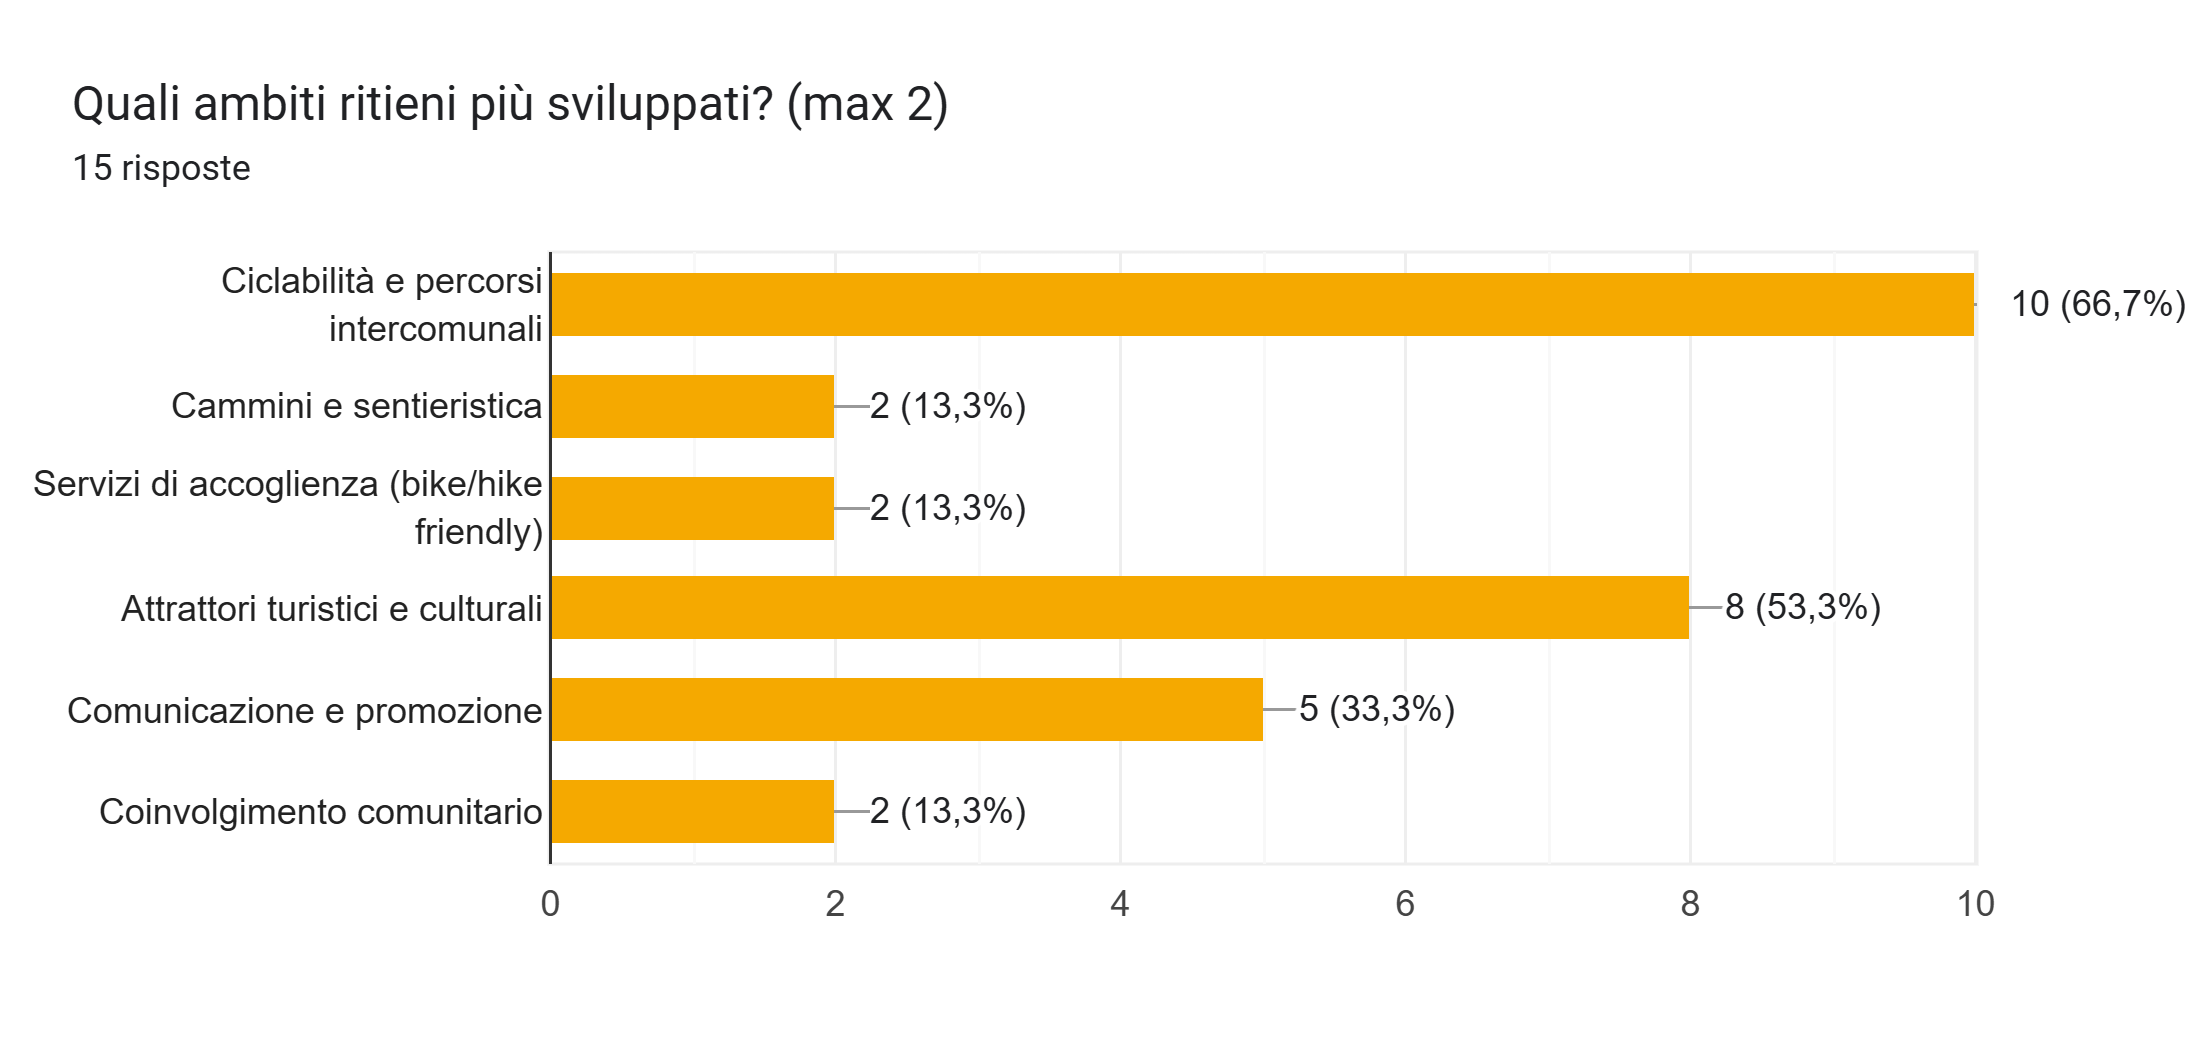 Quali ambiti ritieni più sviluppati? (max 2)
15 risposte
Ciclabilità e percorsi
intercomunali
10 (66,7%)
Cammini e sentieristica
2 (13,3%)
Servizi di accoglienza (bike/hike
friendly)
2 (13,3%)
Attrattori turistici e culturali
8 (53,3%)
Comunicazione e promozione
5 (33,3%)
Coinvolgimento comunitario
2 (13,3%)
0 2 4 6 8 10